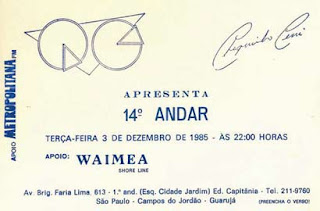 APRESENTA
14º ANDAR
TERÇA-FEIRA 3 DE DEZEMBRO DE 1985 - ÀS 22:00 HORAS
APOIO: WAIMEA
SHORE LINE
Av. Brig. Faria Lima, 613 - 1.º and. (Esq. Cidade Jardim) Ed. Capitânia - Tel. 211-9760
São Paulo - Campos do Jordão - Guarujá
(PREENCHA O VERBO)
APOIO METROPOLITANA FM